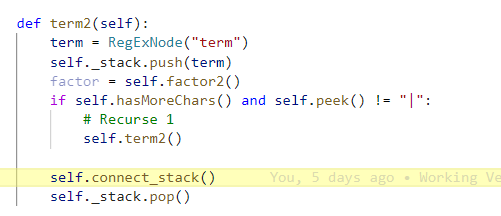 def term2(self):
    term = RegExNode("term")
    self._stack.push(term)
    factor = self.factor2()
    if self.hasMoreChars() and self.peek() != "|":
        # Recurse 1
        self.term2()
    self.connect_stack() You, 5 days ago • Working Ve
    self._stack.pop()